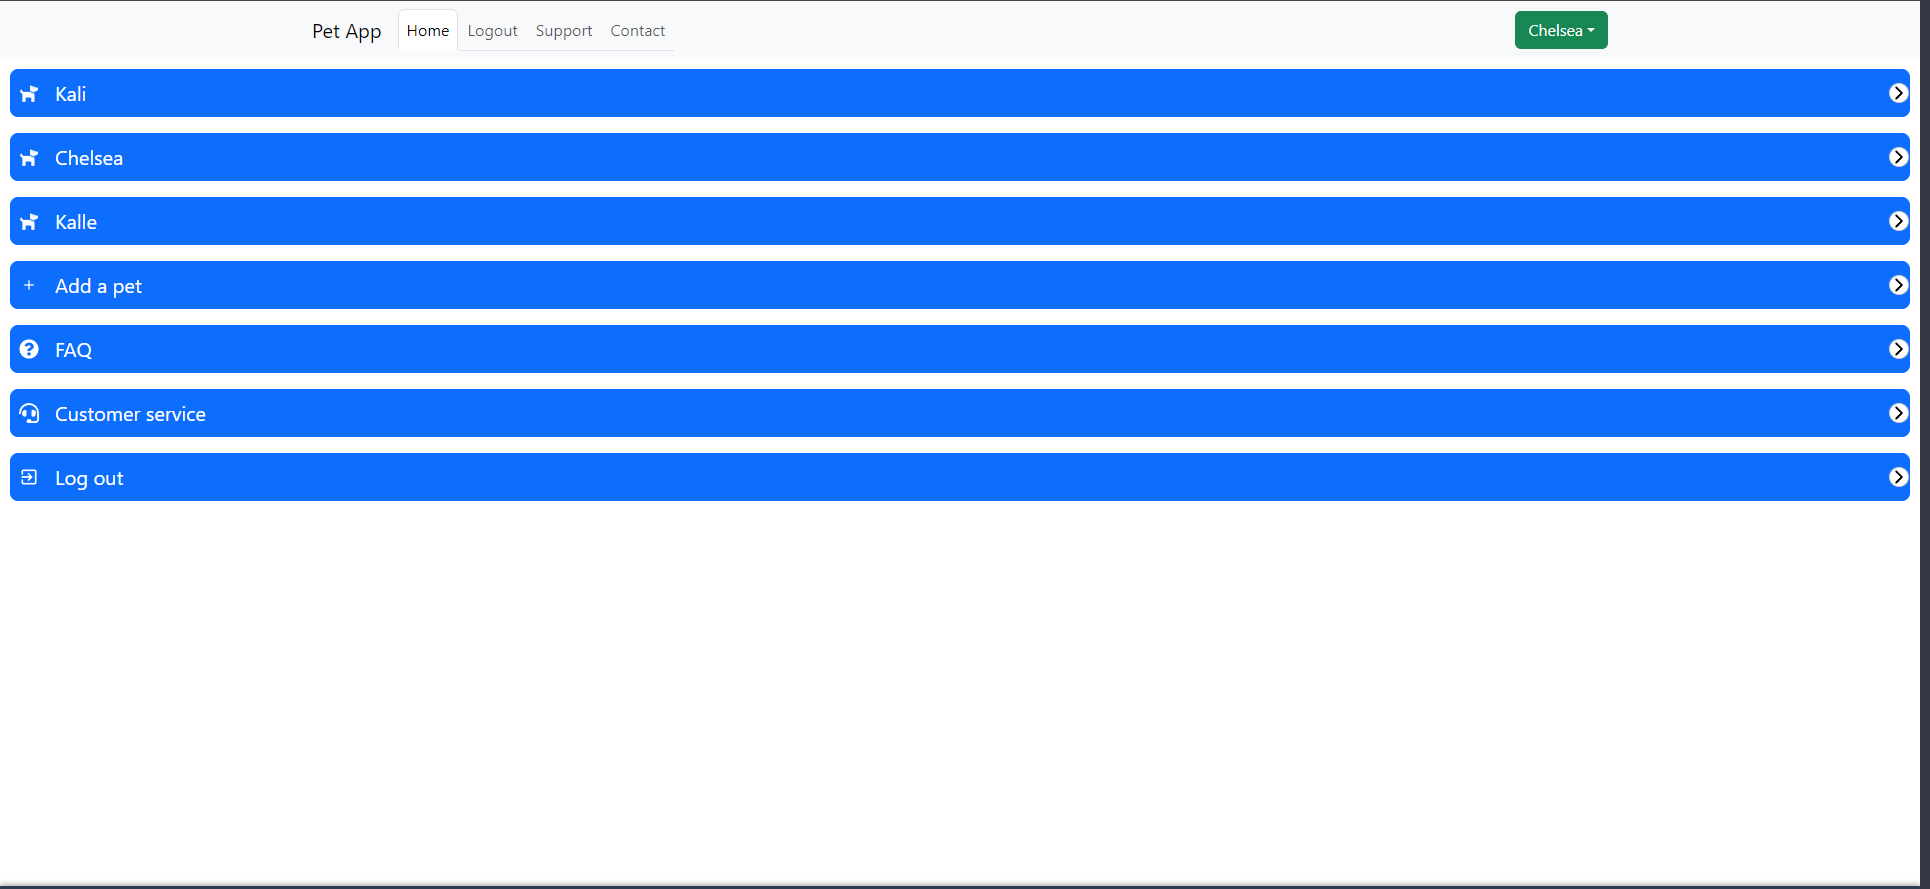 Pet App Home Logout Support Contact Chelsea
Kali
Chelsea
Kalle
Add a pet
FAQ
Customer service
Log out